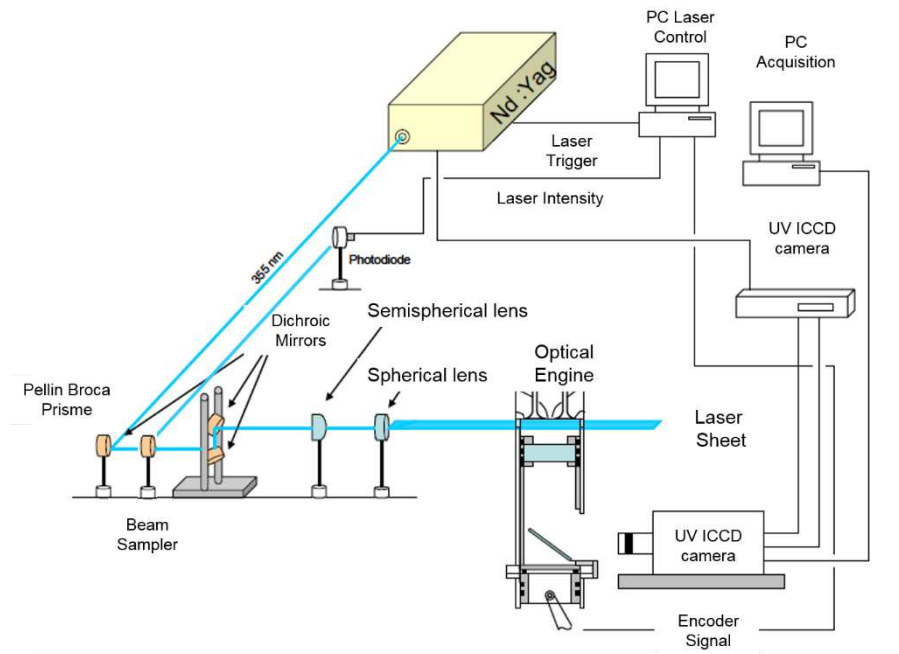 PC Laser
Control
PC
Acquisition
Nd :Yag
Laser
Trigger
Laser Intensity
UV ICCD
camera
355 nm
Photodiode
Dichroic
Mirrors
Semispherical lens
Optical
Engine
Pellin Broca
Prisme
Spherical lens
Laser
Sheet
Beam
Sampler
UV ICCD
camera
Encoder
Signal